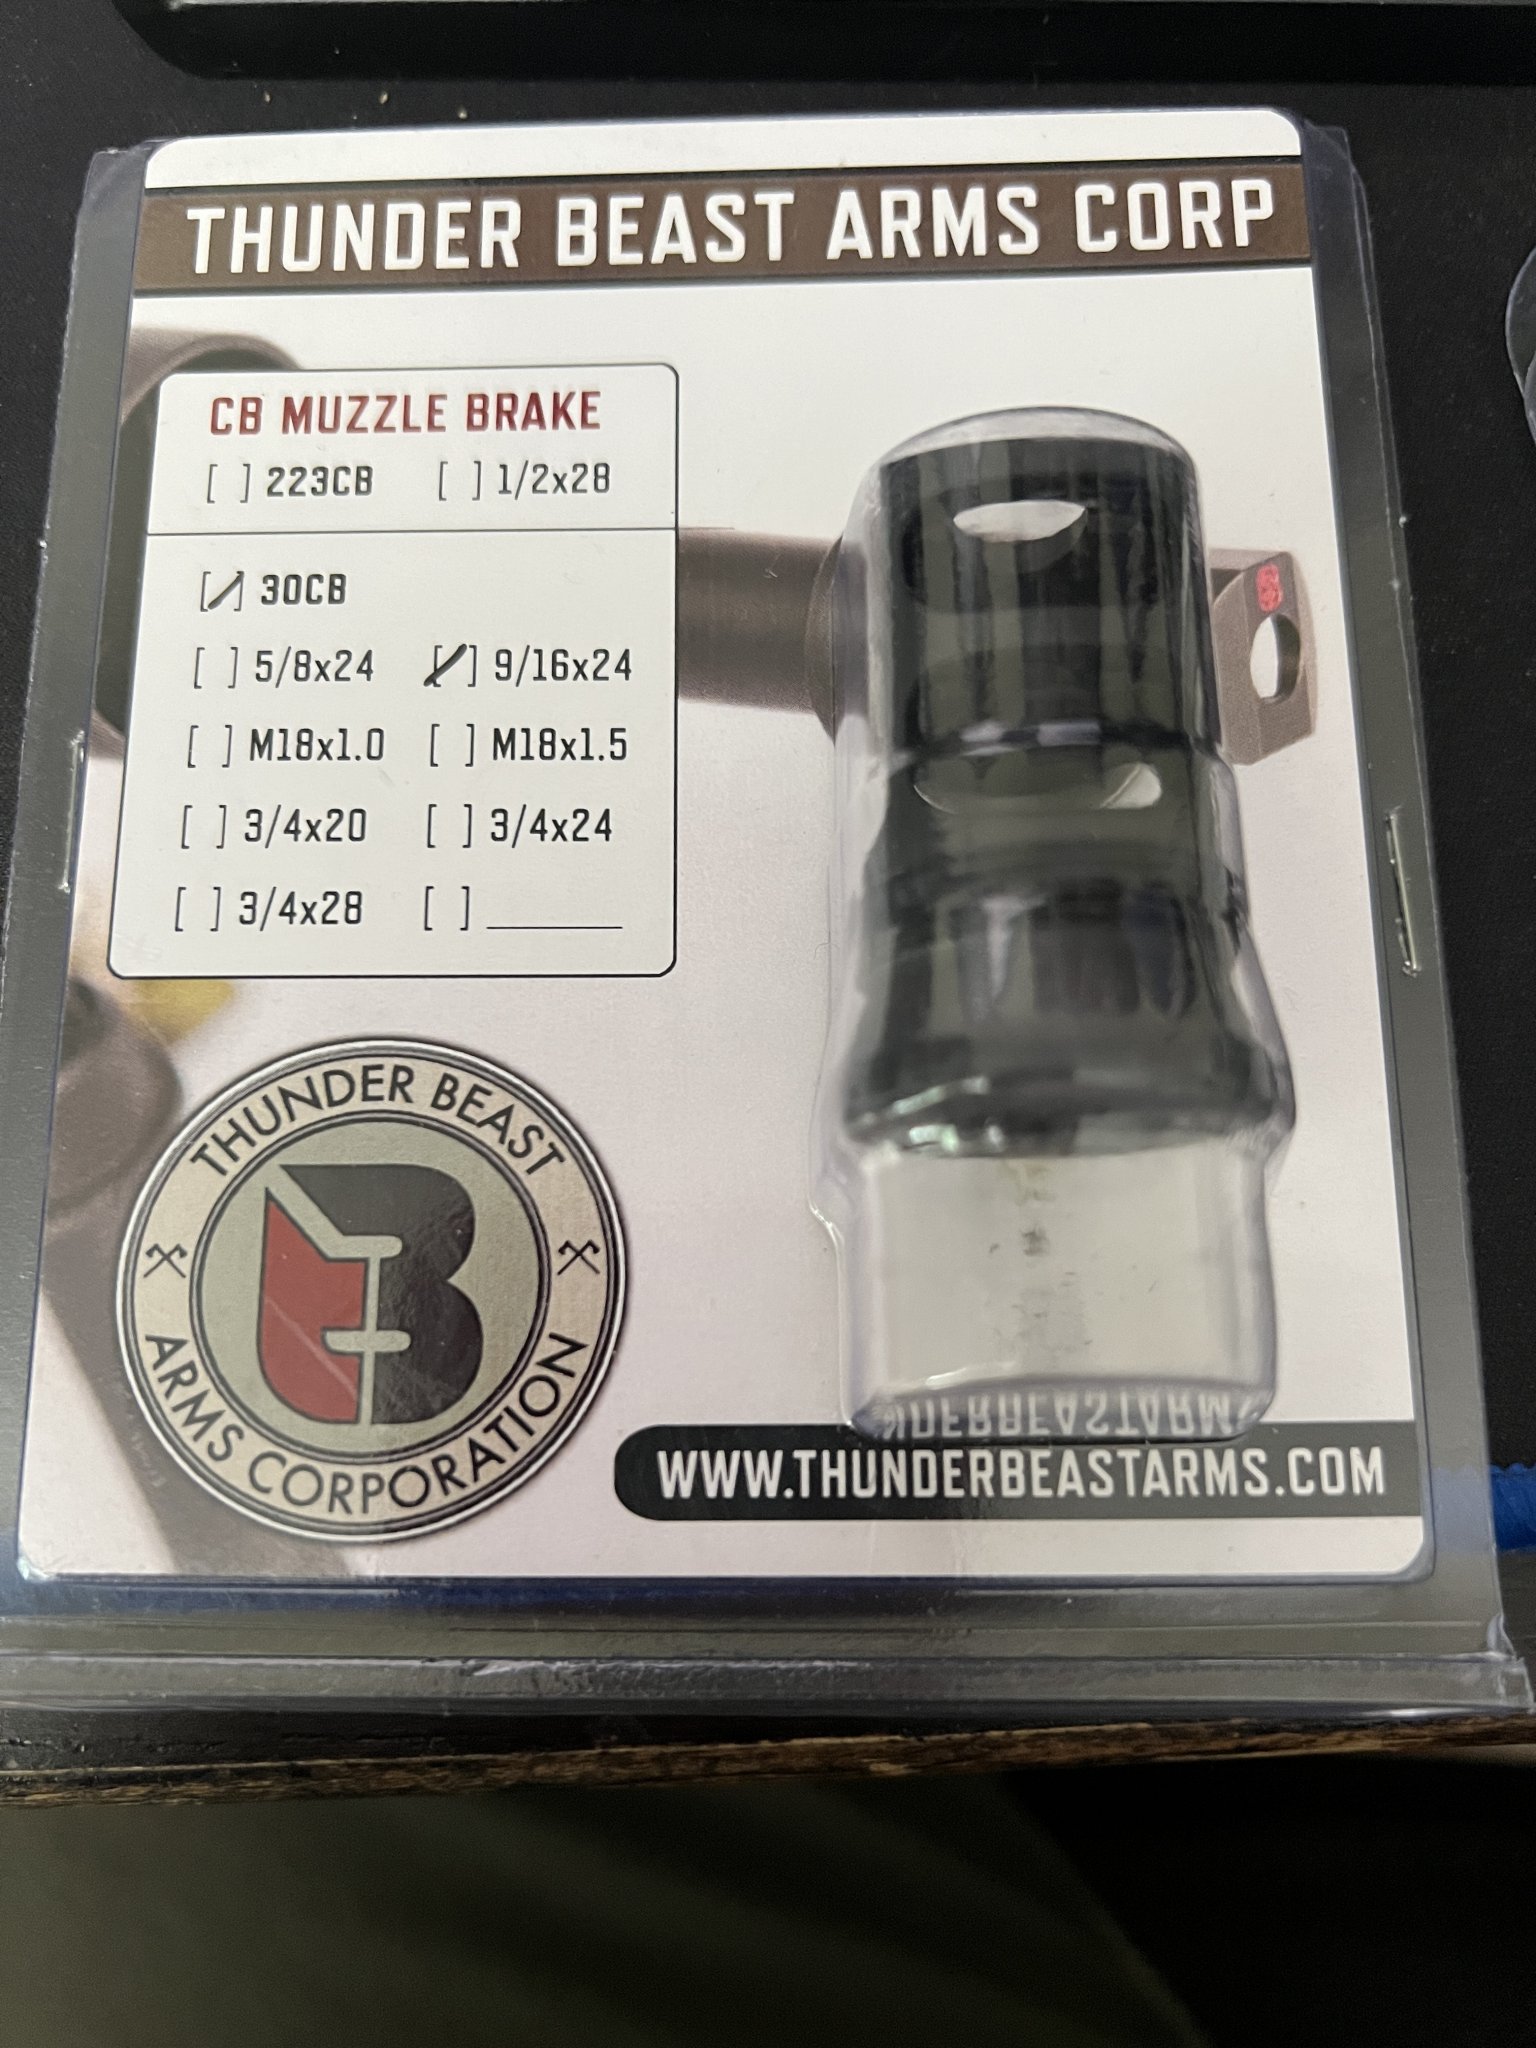 THUNDER BEAST ARMS CORP
CB MUZZLE BRAKE
[ ] 223CB [ ] 1/2x28
[/] 30CB
[ ] 5/8x24 [/] 9/16x24
[ ] M18x1.0 [ ] M18x1.5
[ ] 3/4x20 [ ] 3/4x24
[ ] 3/4x28 [ ] ______
THUNDER BEAST
ARMS CORPORATION
WWW.THUNDERBEASTARMS.COM